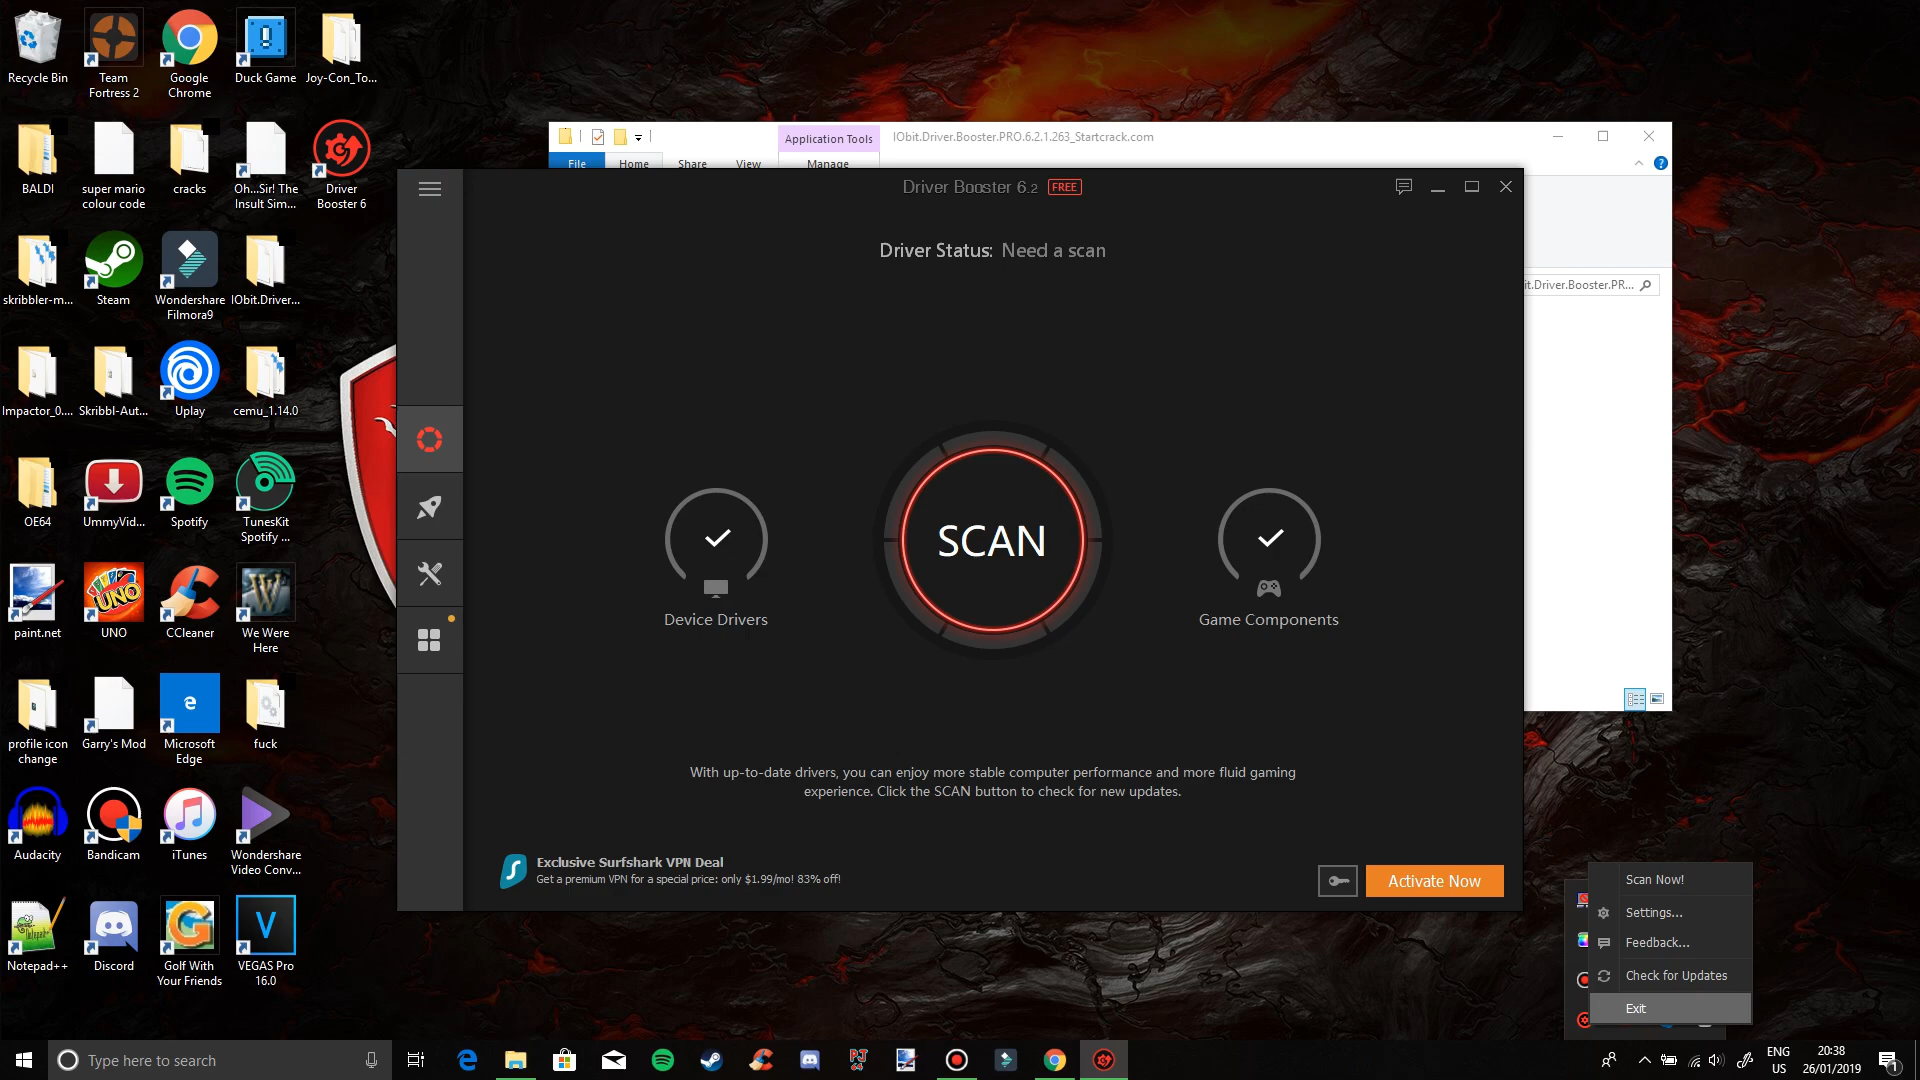 Recycle Bin
Team
Fortress 2
Google
Chrome
Duck Game
Joy-Con_To...
BALDI
super mario
colour code
cracks
Oh...Sir! The
Insult Sim...
Driver
Booster 6
skribbler-m...
Steam
Wondershare
Filmora9
IObit.Driver...
Impactor_0....
Skribbl-Aut...
Uplay
cemu_1.14.0
OE64
UmmyVid...
Spotify
TunesKit
Spotify ...
paint.net
UNO
CCleaner
We Were
Here
profile icon
change
Garry's Mod
Microsoft
Edge
fuck
Audacity
Bandicam
iTunes
Wondershare
Video Conv...
Notepad++
Discord
Golf With
Your Friends
VEGAS Pro
16.0
Application Tools
IObit.Driver.Booster.PRO.6.2.1.263_Startcrack.com
File
Home
Share
View
Manage
it.Driver.Booster.PR...
Driver Booster 6.2 FREE
Driver Status: Need a scan
SCAN
Device Drivers
Game Components
With up-to-date drivers, you can enjoy more stable computer performance and more fluid gaming
experience. Click the SCAN button to check for new updates.
Exclusive Surfshark VPN Deal
Get a premium VPN for a special price: only $1.99/mo! 83% off!
Activate Now
Scan Now!
Settings...
Feedback...
Check for Updates
Exit
Type here to search
ENG
US
20:38
26/01/2019
1